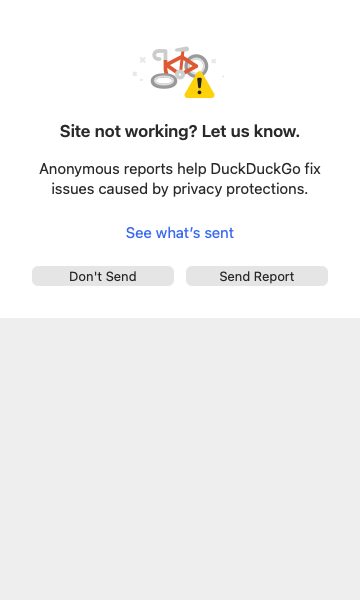 Site not working? Let us know.
Anonymous reports help DuckDuckGo fix
issues caused by privacy protections.
See what’s sent
Don't Send
Send Report